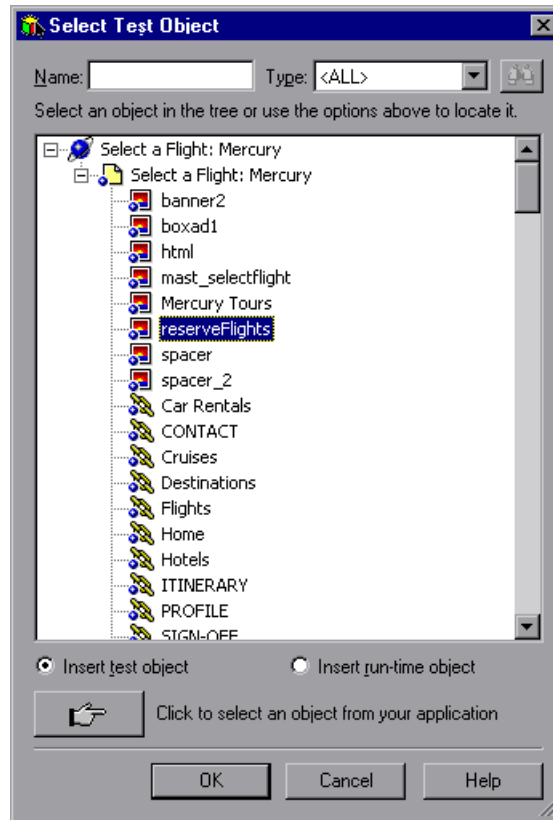 Select Test Object
Name: Type: <ALL>
Select an object in the tree or use the options above to locate it.
Select a Flight: Mercury
Select a Flight: Mercury
banner2
boxad1
html
mast_selectflight
Mercury Tours
reserveFlights
spacer
spacer_2
Car Rentals
CONTACT
Cruises
Destinations
Flights
Home
Hotels
ITINERARY
PROFILE
SIGN-OFF
Insert test object Insert run-time object
Click to select an object from your application
OK Cancel Help